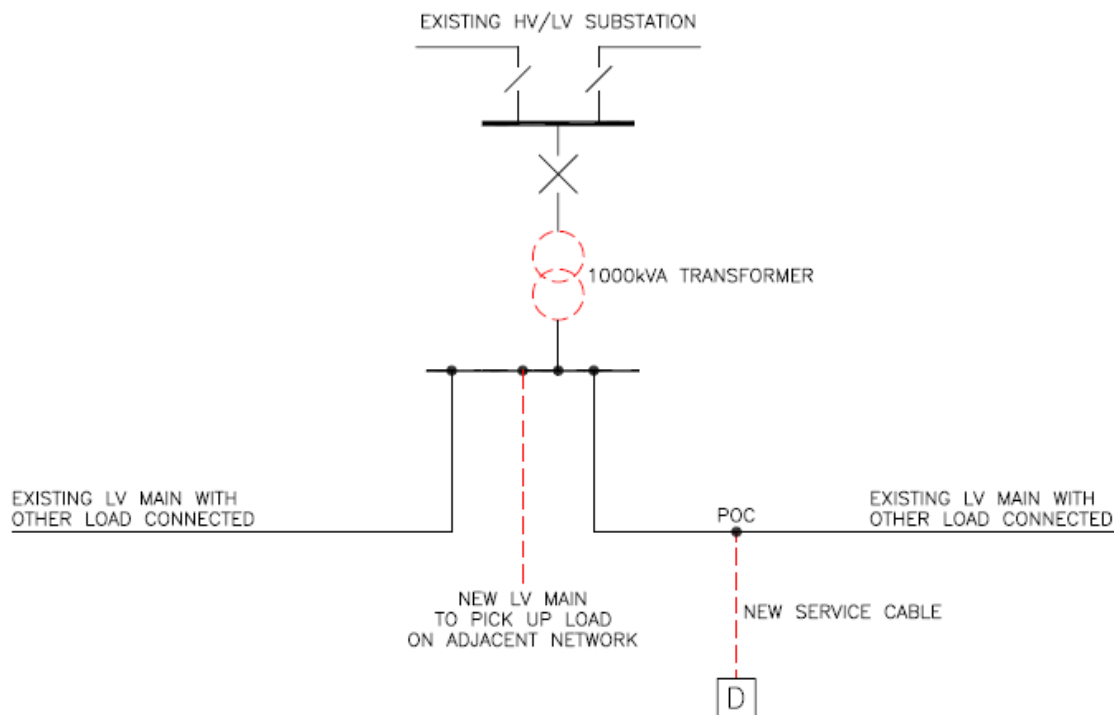 EXISTING HV/LV SUBSTATION
1000kVA TRANSFORMER
EXISTING LV MAIN WITH
OTHER LOAD CONNECTED
POC
EXISTING LV MAIN WITH
OTHER LOAD CONNECTED
NEW LV MAIN
TO PICK UP LOAD
ON ADJACENT NETWORK
NEW SERVICE CABLE
D